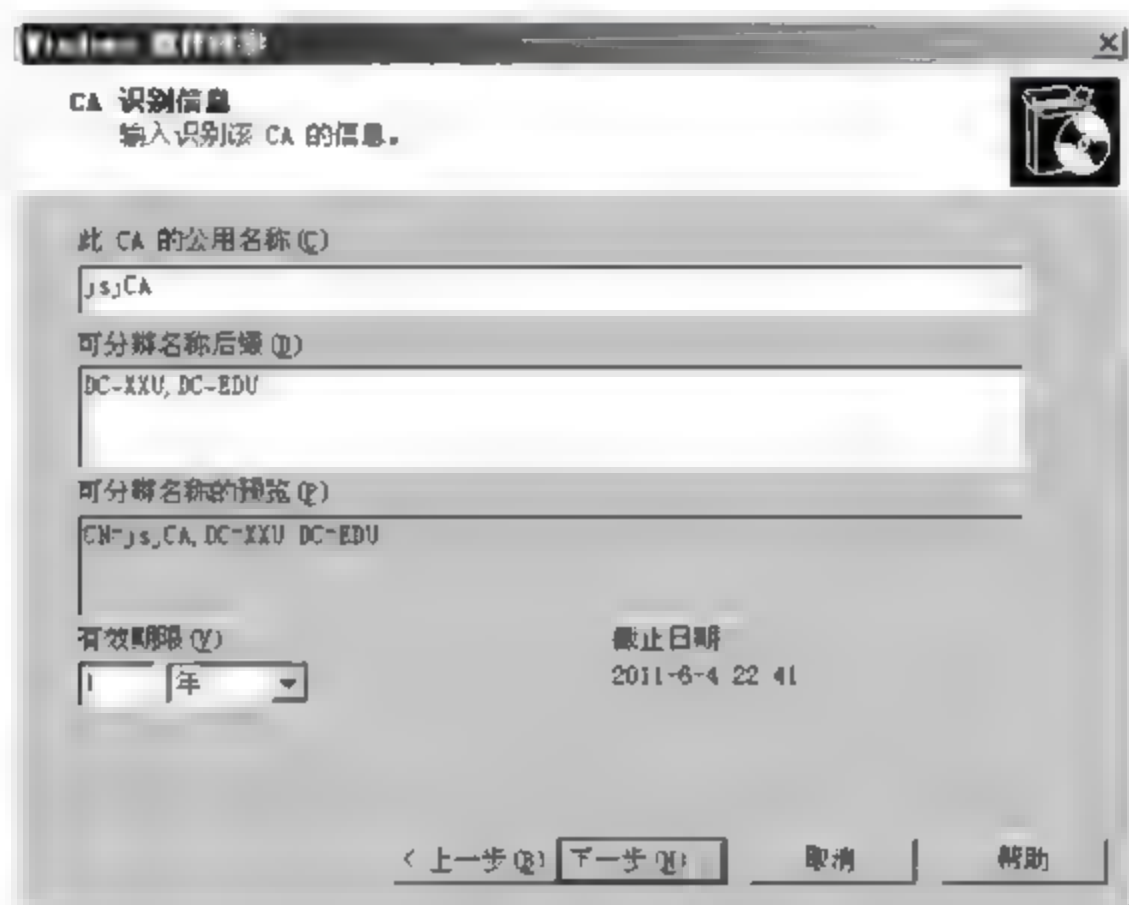 Windows
CA 识别信息
输入识别该 CA 的信息。
此 CA 的公用名称(C)
jsjCA
可分辨名称后缀(D)
DC=XXU,DC=EDU
可分辨名称的预览(P)
CN=jsjCA,DC=XXU DC=EDU
有效期限(V)
截止日期
1 年
2011-6-4 22 41
< 上一步(B) 下一步(N) 取消 帮助